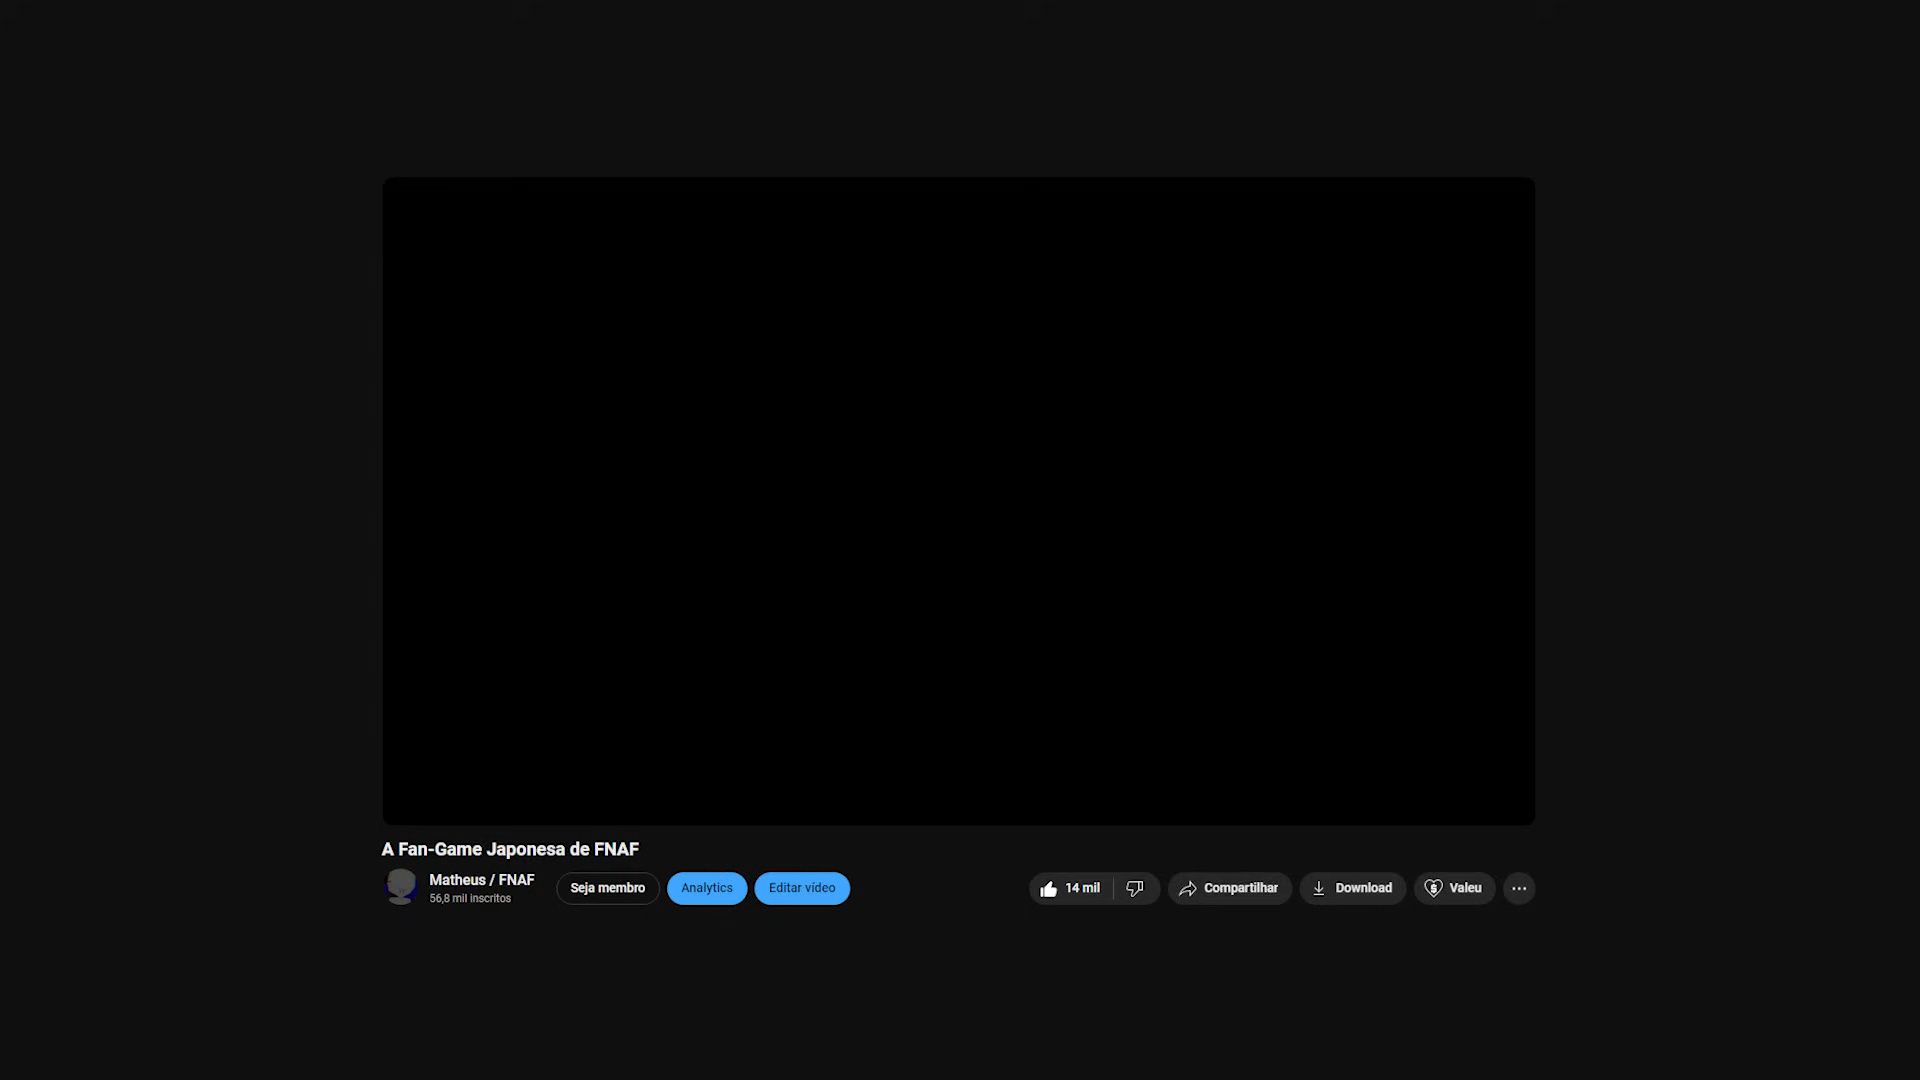 A Fan-Game Japonesa de FNAF
Matheus / FNAF
56,8 mil inscritos
Seja membro
Analytics
Editar vídeo
14 mil
Compartilhar
Download
Valeu